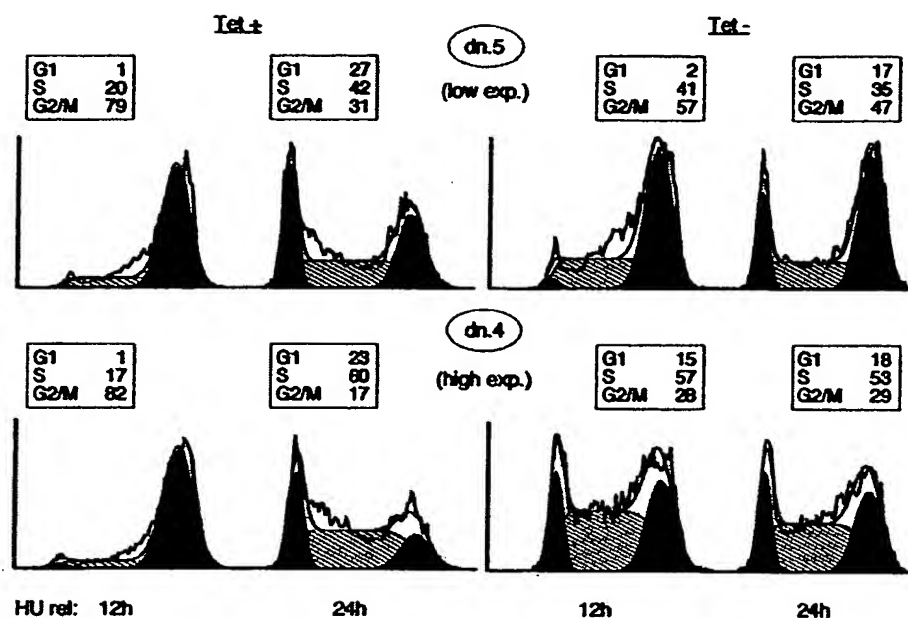 Tet+
Tet-
dn.5
(low exp.)
G1 1
S 20
G2/M 79
G1 27
S 42
G2/M 31
G1 2
S 41
G2/M 57
G1 17
S 35
G2/M 47
dn.4
(high exp.)
G1 1
S 17
G2/M 82
G1 23
S 60
G2/M 17
G1 15
S 57
G2/M 28
G1 18
S 53
G2/M 29
HU rel: 12h 24h 12h 24h